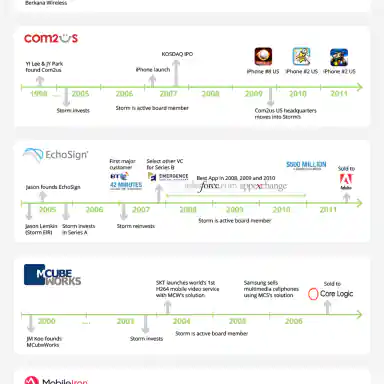 Berkana Wireless
com2uS
KOSDAQ IPO
YI Lee & JY Park
found Com2us
iPhone launch
iPhone #8 US
iPhone #2 US
iPhone #2 US
1998 ... 2005 2006 2007 2008 2009 2010 2011
Storm invests
Storm is active board member
Com2us US headquarters
moves into Storm's
EchoSign
First major
customer
Select other VC
for Series B
$500 MILLION
Sold to
BT
42 MINUTES
EMERGENCE
Best App in 2008, 2009 and 2010
Adobe
Jason founds EchoSign
salesforce.com appexchange
2005 2006 2007 2008 2009 2010 2011
Jason Lemkin
(Storm EIR)
Storm invests
in Series A
Storm reinvests
Storm is active board member
MCUBE
WORKS
SKT launches world's 1st
H264 mobile video service
with MCW's solution
Samsung sells
multimedia cellphones
using MCS's solution
Sold to
Core Logic
2000 .... 2003 2004 2005 2006
JM Koo founds
MCubeWorks
Storm invests
Storm is active board member
MobileIron